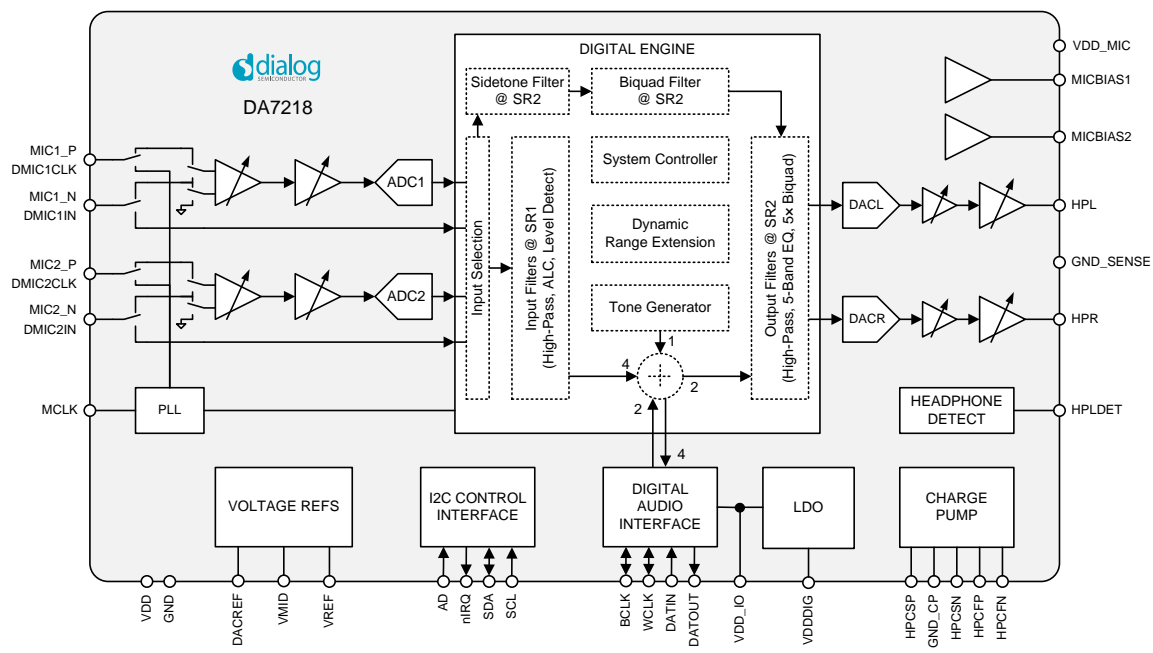 dialog
SEMICONDUCTOR
DA7218
DIGITAL ENGINE
Sidetone Filter
@ SR2
Biquad Filter
@ SR2
System Controller
Dynamic
Range Extension
Tone Generator
Input Selection
Input Filters @ SR1
(High-Pass, ALC, Level Detect)
Output Filters @ SR2
(High-Pass, 5-Band EQ, 5x Biquad)
1
4
2
2
4
MIC1_P
DMIC1CLK
MIC1_N
DMIC1IN
MIC2_P
DMIC2CLK
MIC2_N
DMIC2IN
MCLK
ADC1
ADC2
PLL
DACL
DACR
VDD_MIC
MICBIAS1
MICBIAS2
HPL
GND_SENSE
HPR
HPLDET
HEADPHONE
DETECT
VOLTAGE REFS
I2C CONTROL
INTERFACE
DIGITAL
AUDIO
INTERFACE
LDO
CHARGE
PUMP
VDD
GND
DACREF
VMID
VREF
AD
nIRQ
SDA
SCL
BCLK
WCLK
DATIN
DATOUT
VDD_IO
VDDDIG
HPCSP
GND_CP
HPCSN
HPCFP
HPCFN